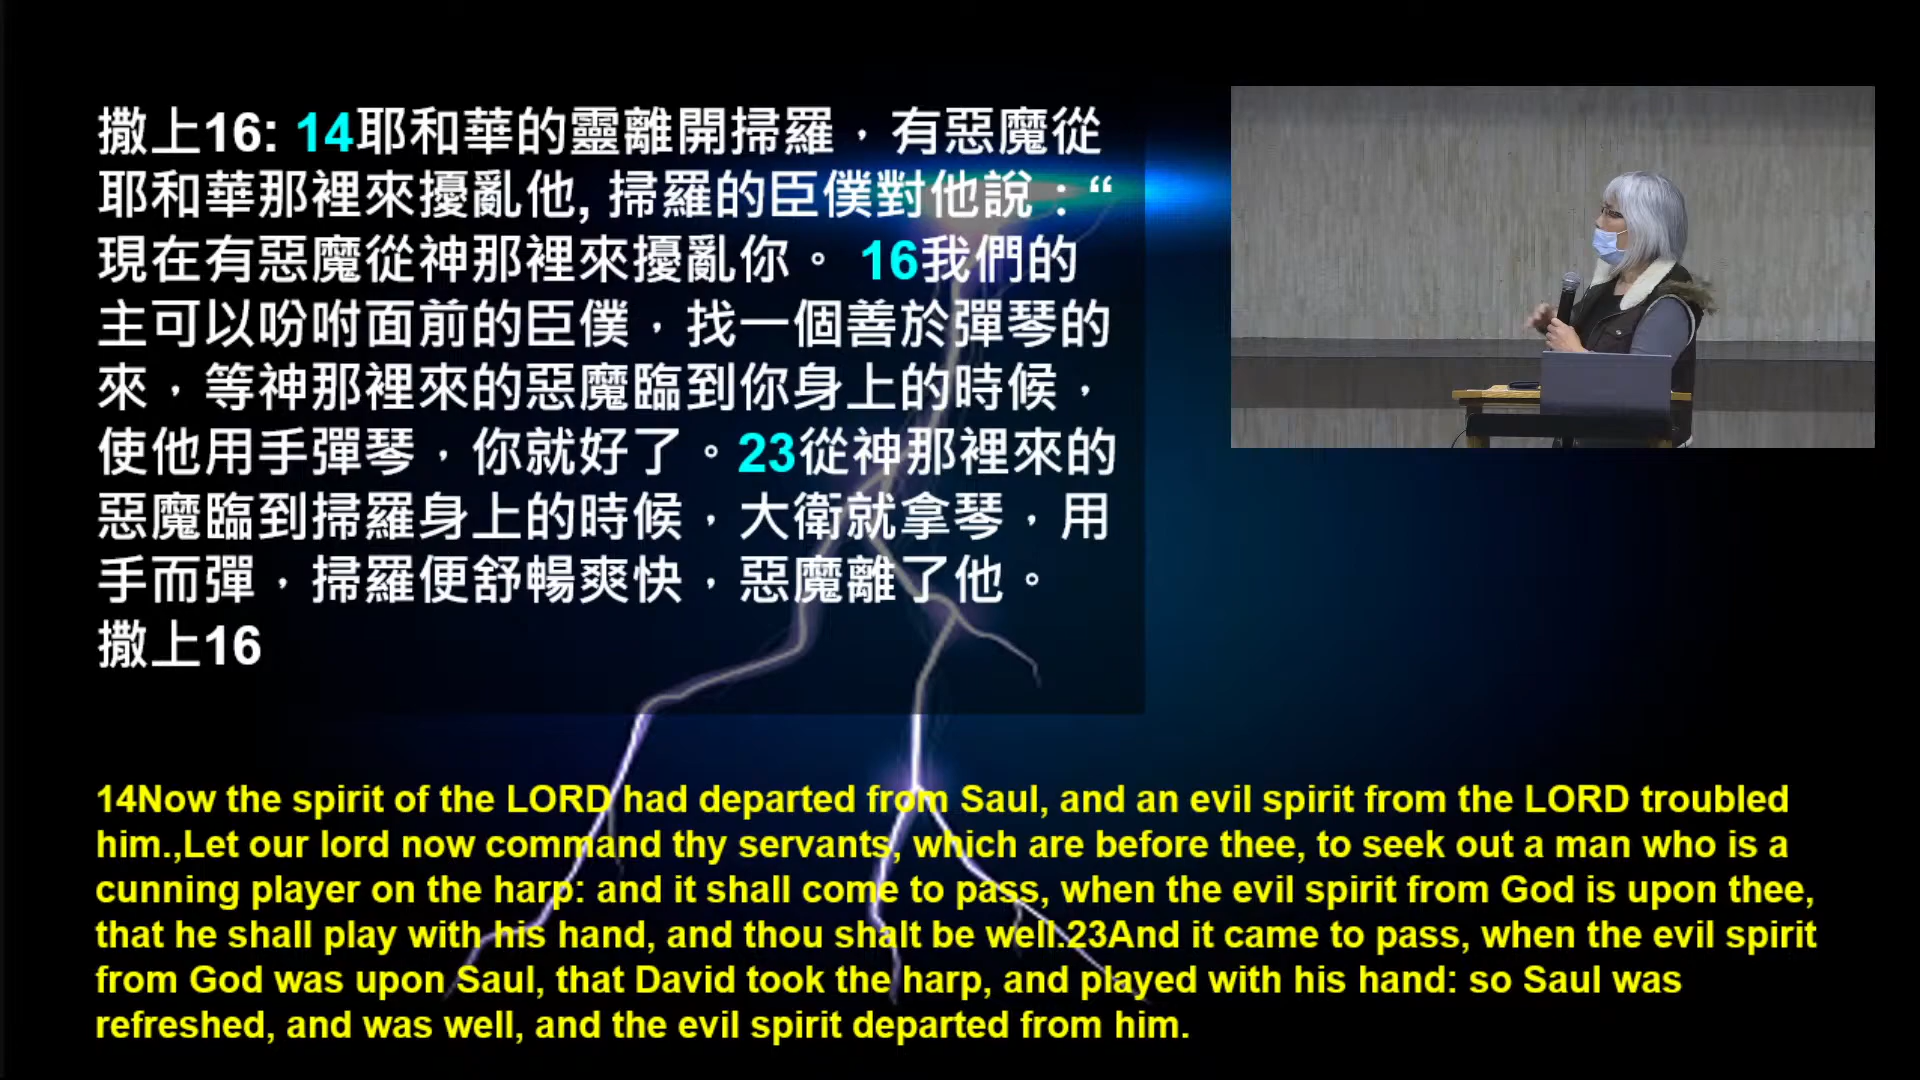 撒上16: 14耶和華的靈離開掃羅，有惡魔從
耶和華那裡來擾亂他, 掃羅的臣僕對他說：“
現在有惡魔從神那裡來擾亂你。 16我們的
主可以吩咐面前的臣僕，找一個善於彈琴的
來，等神那裡來的惡魔臨到你身上的時候，
使他用手彈琴，你就好了。23從神那裡來的
惡魔臨到掃羅身上的時候，大衛就拿琴，用
手而彈，掃羅便舒暢爽快，惡魔離了他。
撒上16
14Now the spirit of the LORD had departed from Saul, and an evil spirit from the LORD troubled
him.,Let our lord now command thy servants, which are before thee, to seek out a man who is a
cunning player on the harp: and it shall come to pass, when the evil spirit from God is upon thee,
that he shall play with his hand, and thou shalt be well.23And it came to pass, when the evil spirit
from God was upon Saul, that David took the harp, and played with his hand: so Saul was
refreshed, and was well, and the evil spirit departed from him.